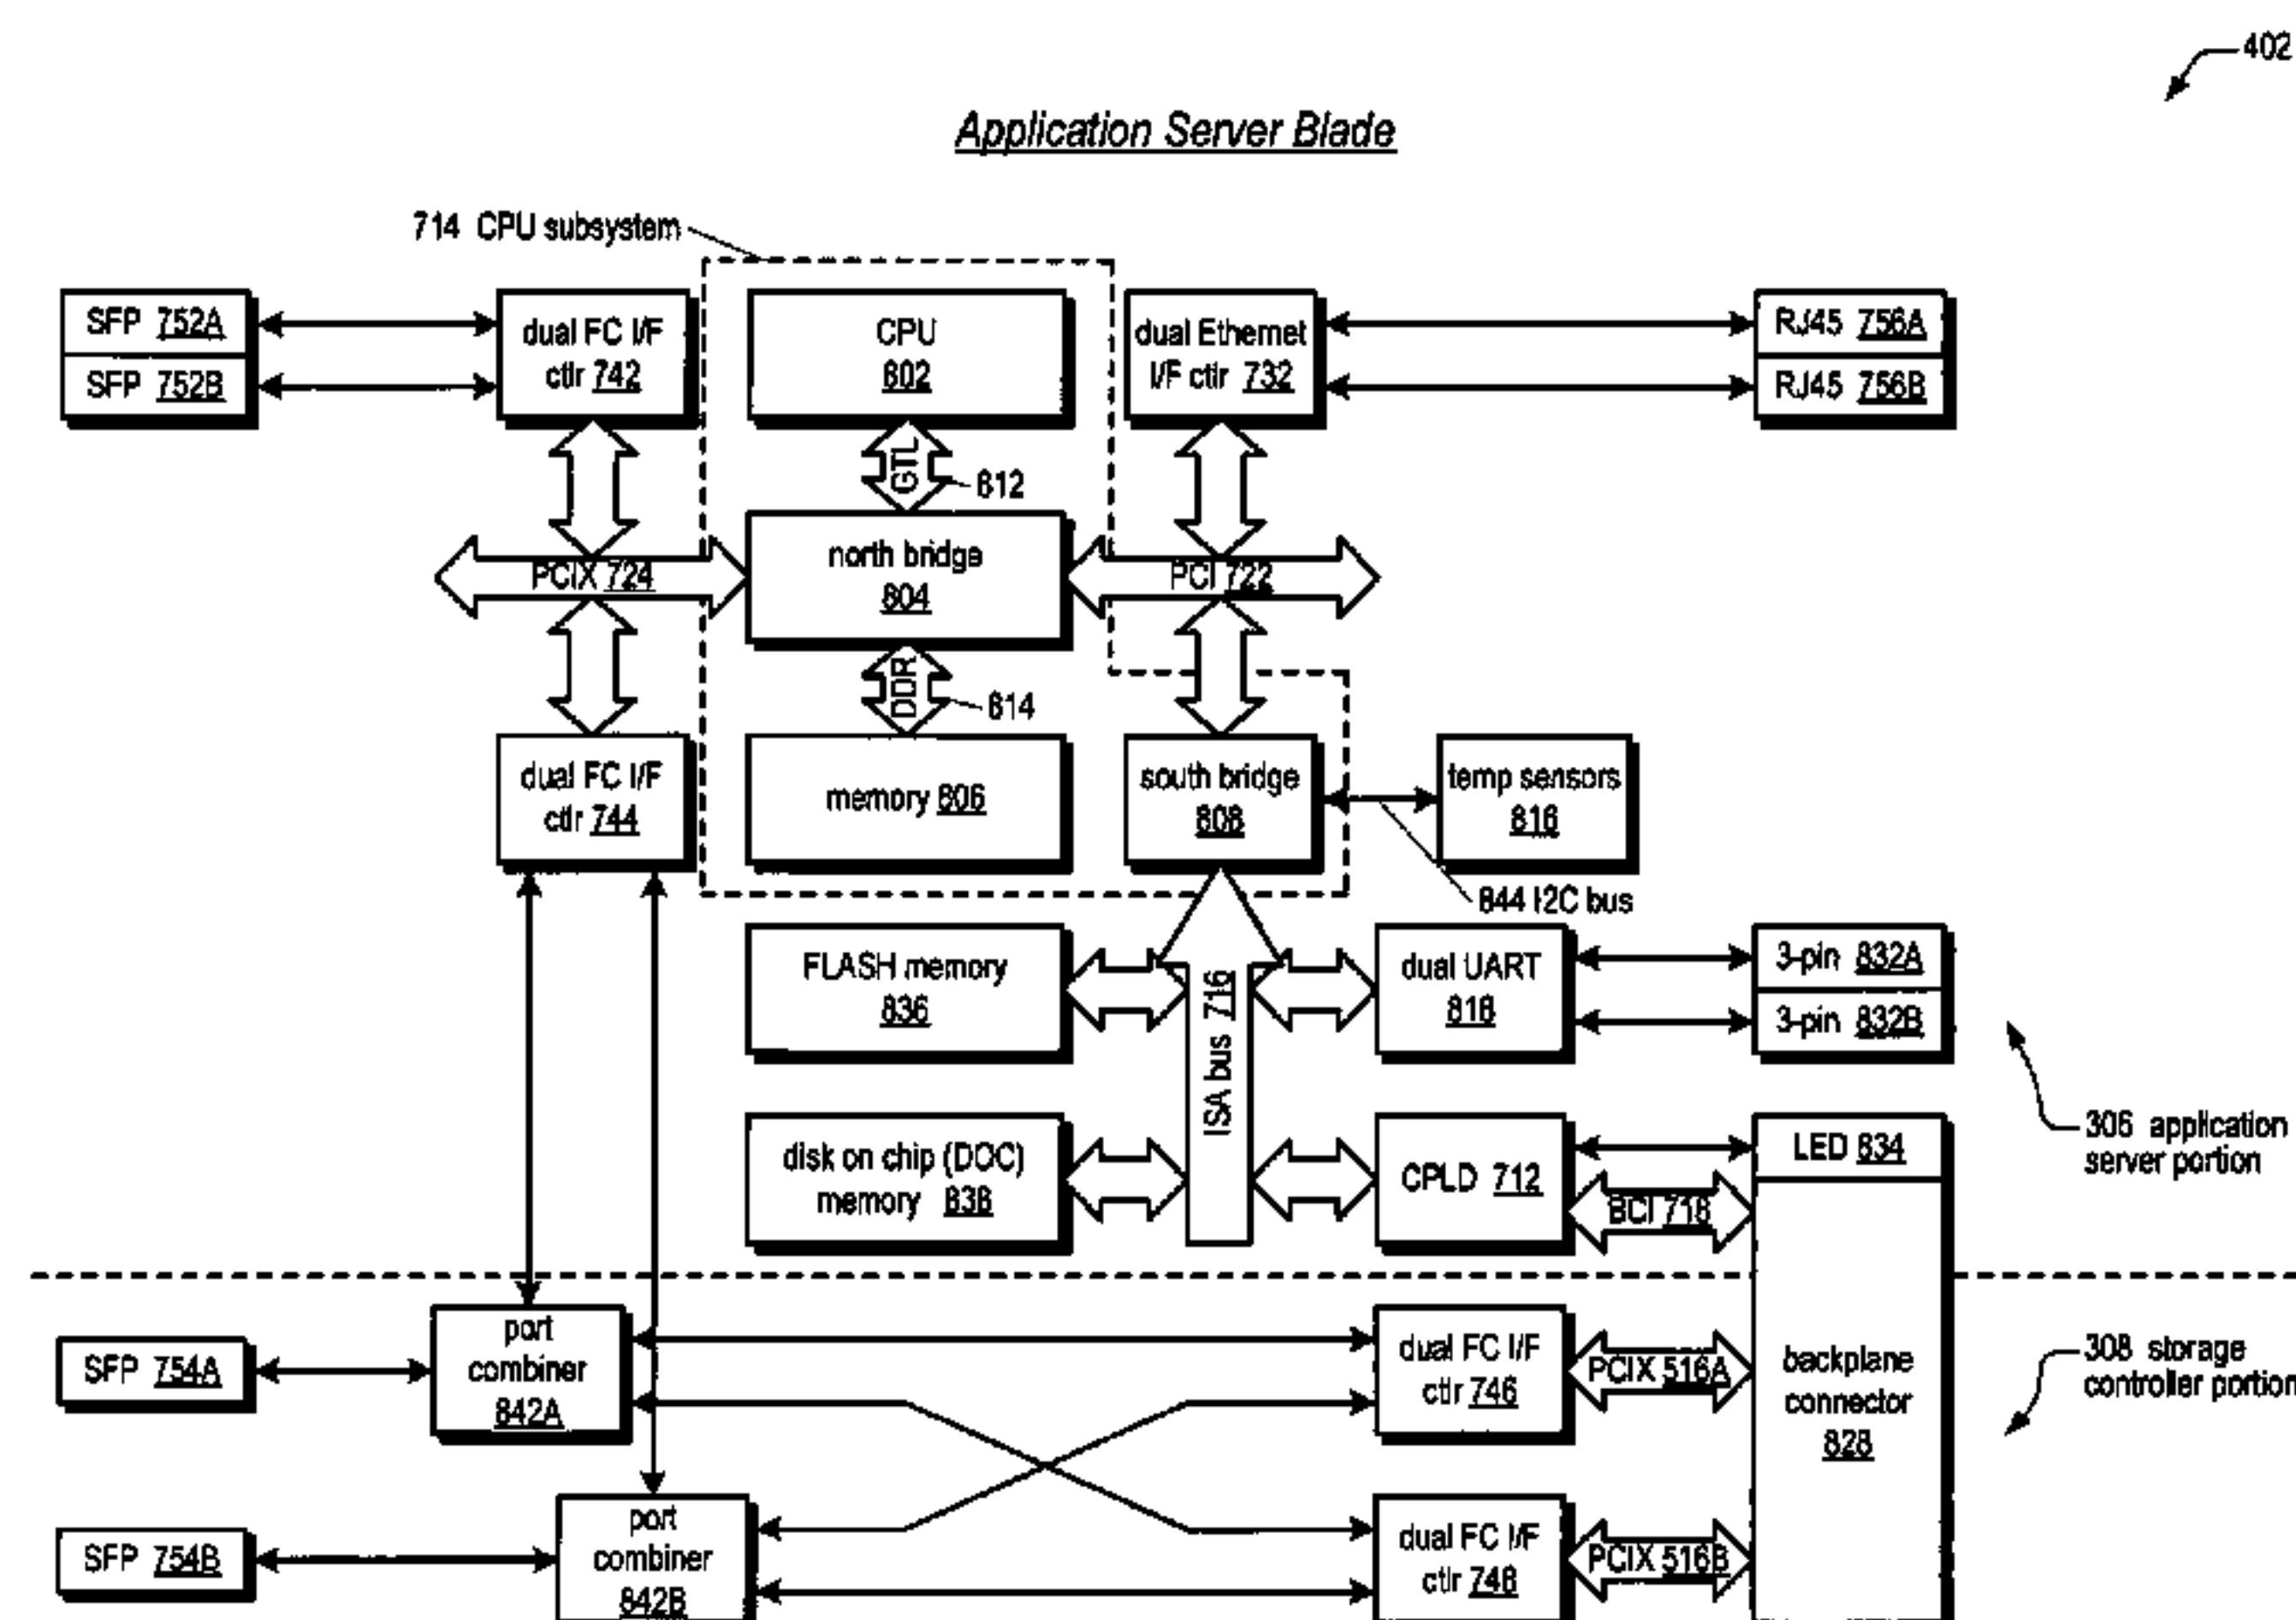 402
Application Server Blade
714 CPU subsystem
SFP 752A
SFP 752B
dual FC I/F
ctlr 742
CPU
802
dual Ethernet
I/F ctlr 732
RJ45 756A
RJ45 756B
GTL
812
PCIX 724
north bridge
804
PCI 722
DDR
814
dual FC I/F
ctlr 744
memory 806
south bridge
808
temp sensors
816
844 I2C bus
FLASH memory
836
ISA bus 716
dual UART
818
3-pin 832A
3-pin 832B
306 application
server portion
disk on chip (DOC)
memory 838
CPLD 712
LED 834
BCI 718
SFP 754A
port
combiner
842A
dual FC I/F
ctlr 746
PCIX 516A
backplane
connector
828
308 storage
controller portion
SFP 754B
port
combiner
842B
dual FC I/F
ctlr 748
PCIX 516B